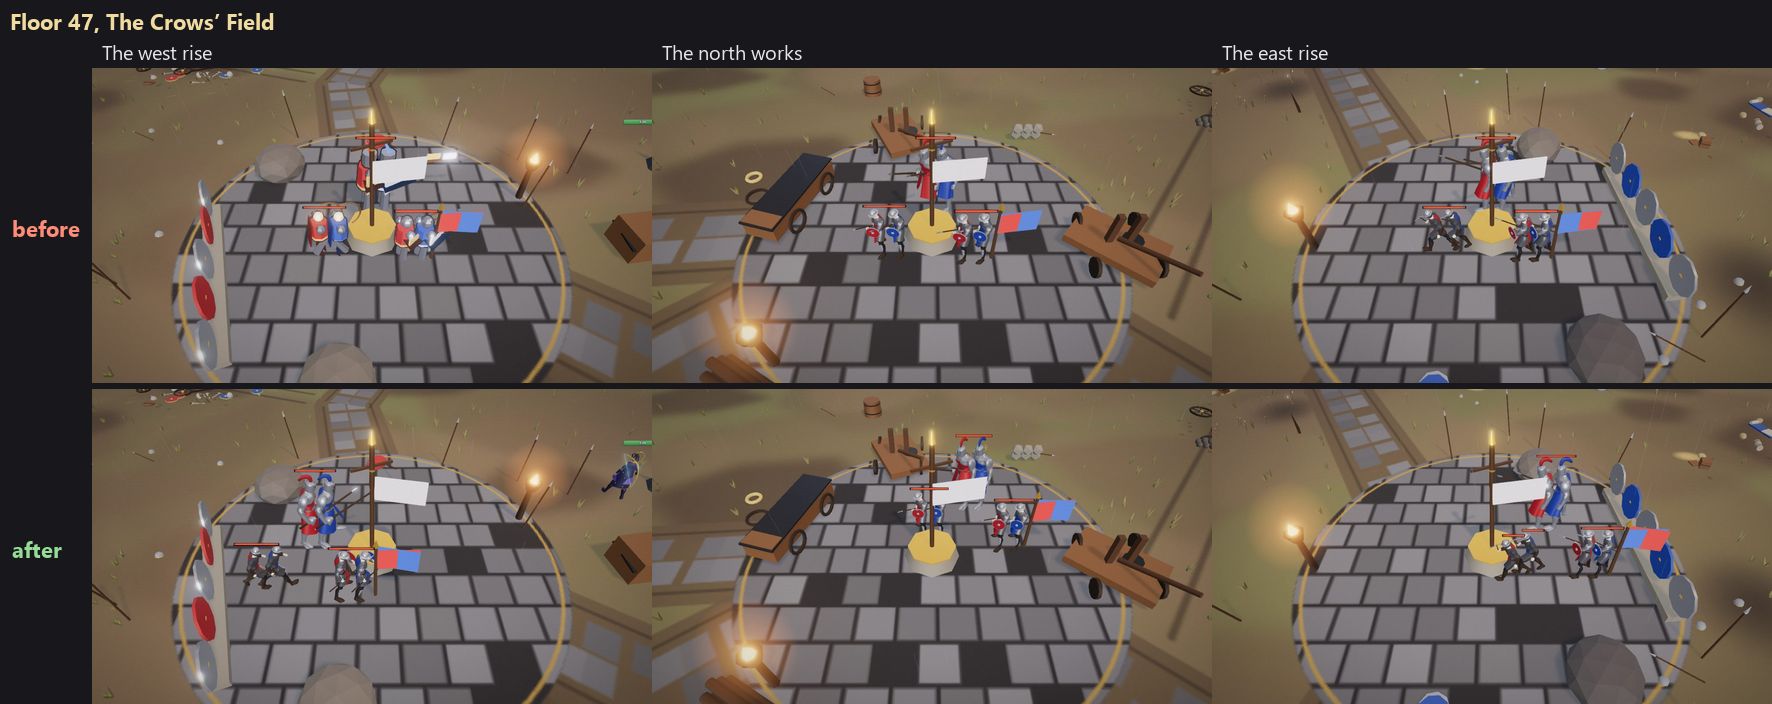 Floor 47, The Crows’ Field
The west rise
The north works
The east rise
before
after